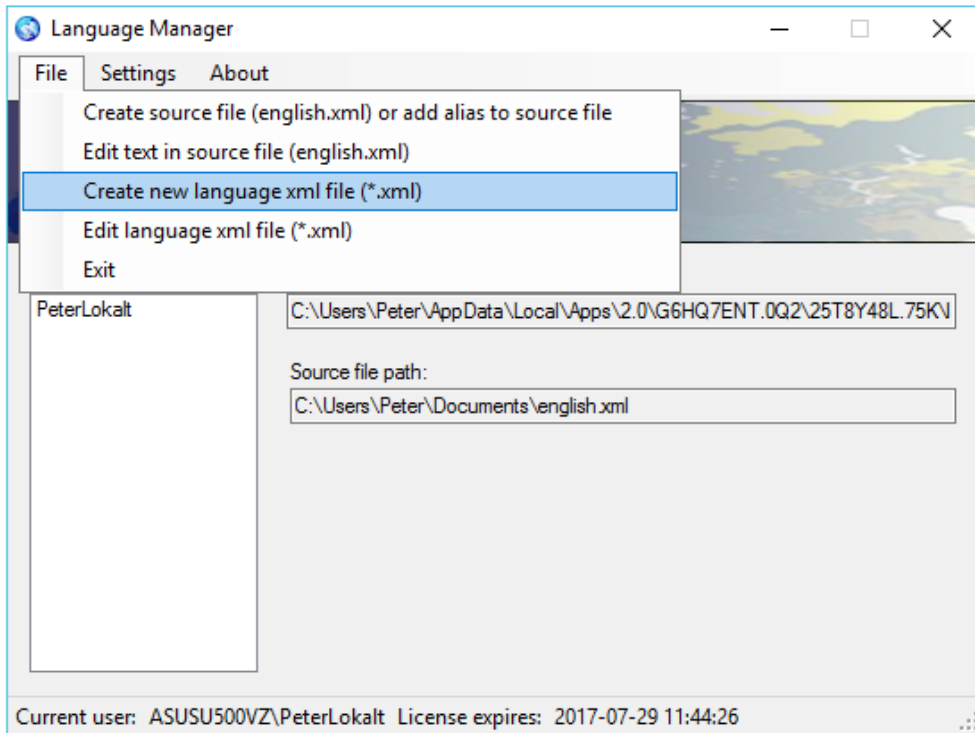 Language Manager
File Settings About
Create source file (english.xml) or add alias to source file
Edit text in source file (english.xml)
Create new language xml file (*.xml)
Edit language xml file (*.xml)
Exit
PeterLokalt
C:\Users\Peter\AppData\Local\Apps\2.0\G6HQ7ENT.0Q2\25T8Y48L.75K\
Source file path:
C:\Users\Peter\Documents\english.xml
Current user: ASUSU500VZ\PeterLokalt License expires: 2017-07-29 11:44:26